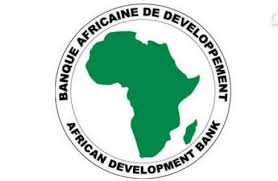 BANQUE AFRICAINE DE DEVELOPPEMENT
AFRICAN DEVELOPMENT BANK